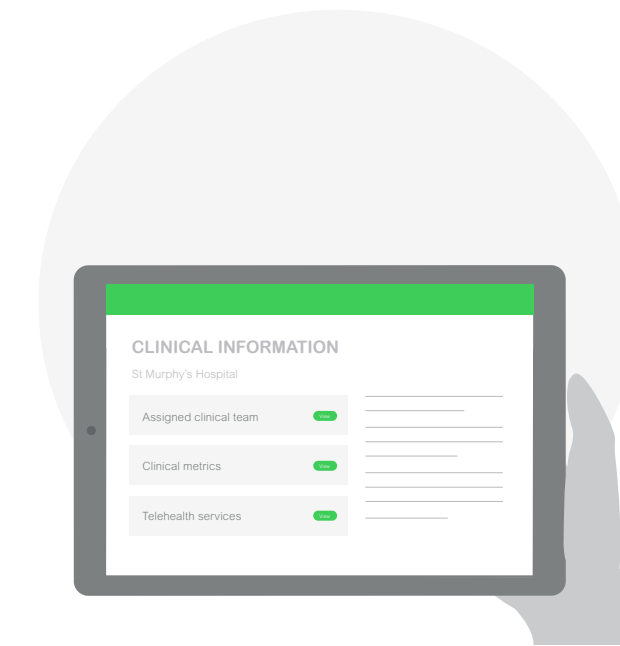 CLINICAL INFORMATION
St Murphy's Hospital
Assigned clinical team View
Clinical metrics View
Telehealth services View